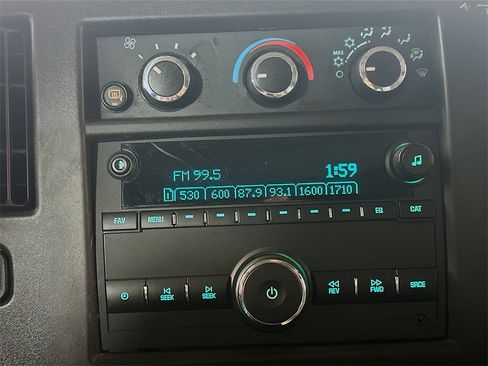 MAX
FM 99.5 1:59
1 530 600 87.9 93.1 1600 1710
FAV MENU EQ CAT
SEEK SEEK REV FWD SRCE